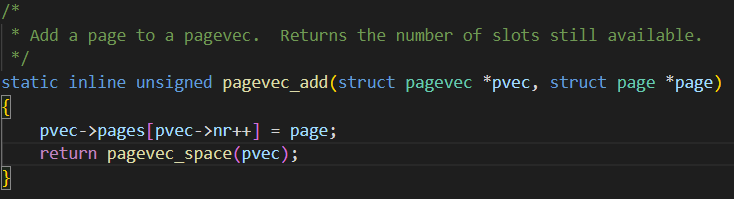 /*
 * Add a page to a pagevec.  Returns the number of slots still available.
 */
static inline unsigned pagevec_add(struct pagevec *pvec, struct page *page)
{
    pvec->pages[pvec->nr++] = page;
    return pagevec_space(pvec);
}